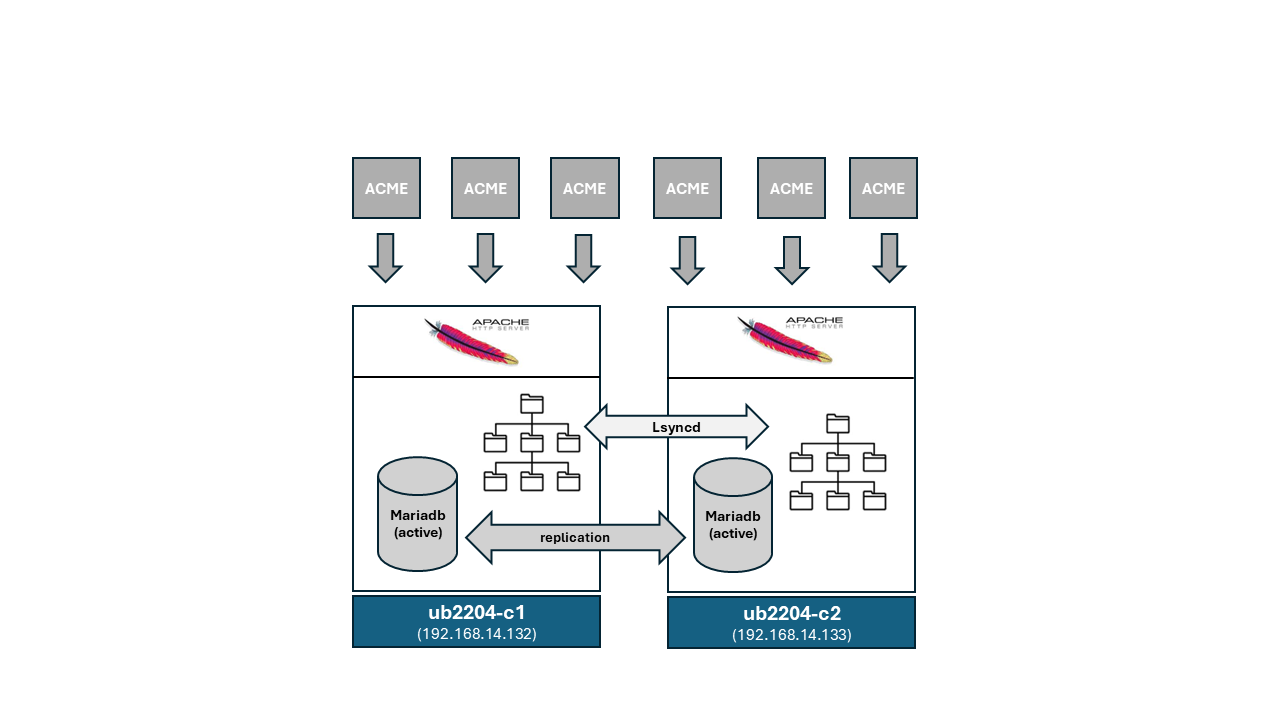 ACME
ACME
ACME
ACME
ACME
ACME
APACHE
HTTP SERVER
APACHE
HTTP SERVER
Lsyncd
Mariadb
(active)
Mariadb
(active)
replication
ub2204-c1
(192.168.14.132)
ub2204-c2
(192.168.14.133)